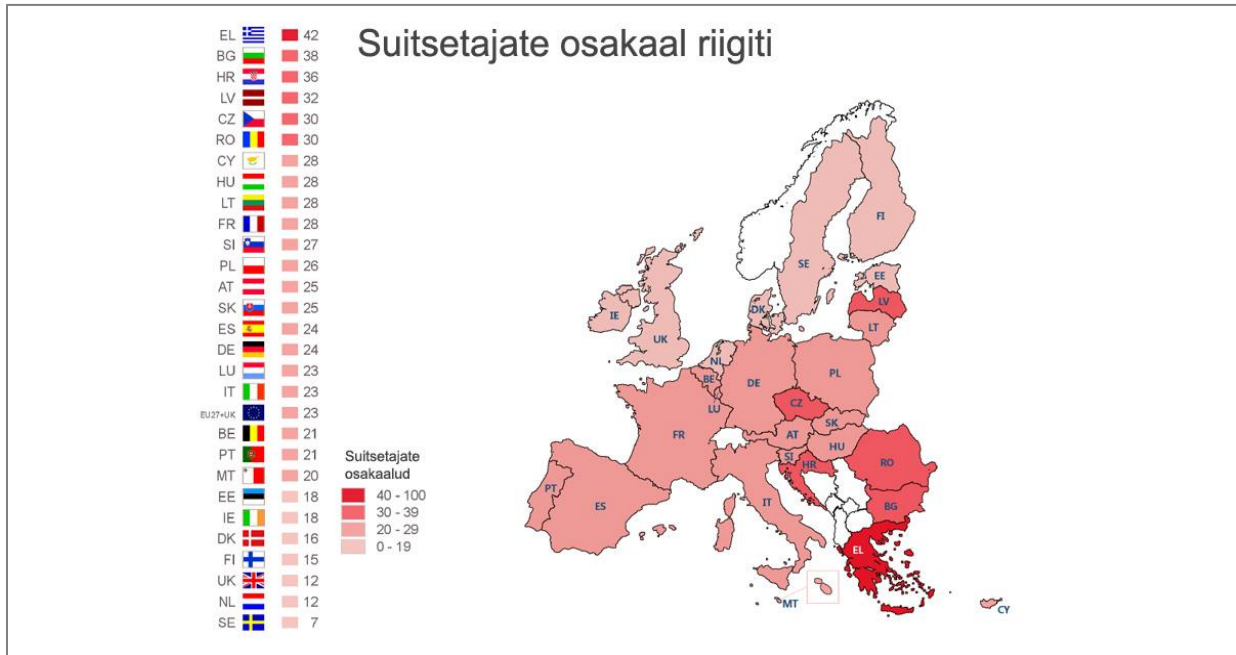 Suitsetajate osakaal riigiti
EL 42
BG 38
HR 36
LV 32
CZ 30
RO 30
CY 28
HU 28
LT 28
FR 28
SI 27
PL 26
AT 25
SK 25
ES 24
DE 24
LU 23
IT 23
EU27+UK 23
BE 21
PT 21
MT 20
EE 18
IE 18
DK 16
FI 15
UK 12
NL 12
SE 7
Suitsetajate
osakaalud
40 - 100
30 - 39
20 - 29
0 - 19
FI
SE
EE
LV
LT
DK
IE
UK
NL
BE
DE
PL
LU
CZ
SK
FR
AT
HU
SI
HR
RO
PT
ES
IT
BG
EL
MT
CY